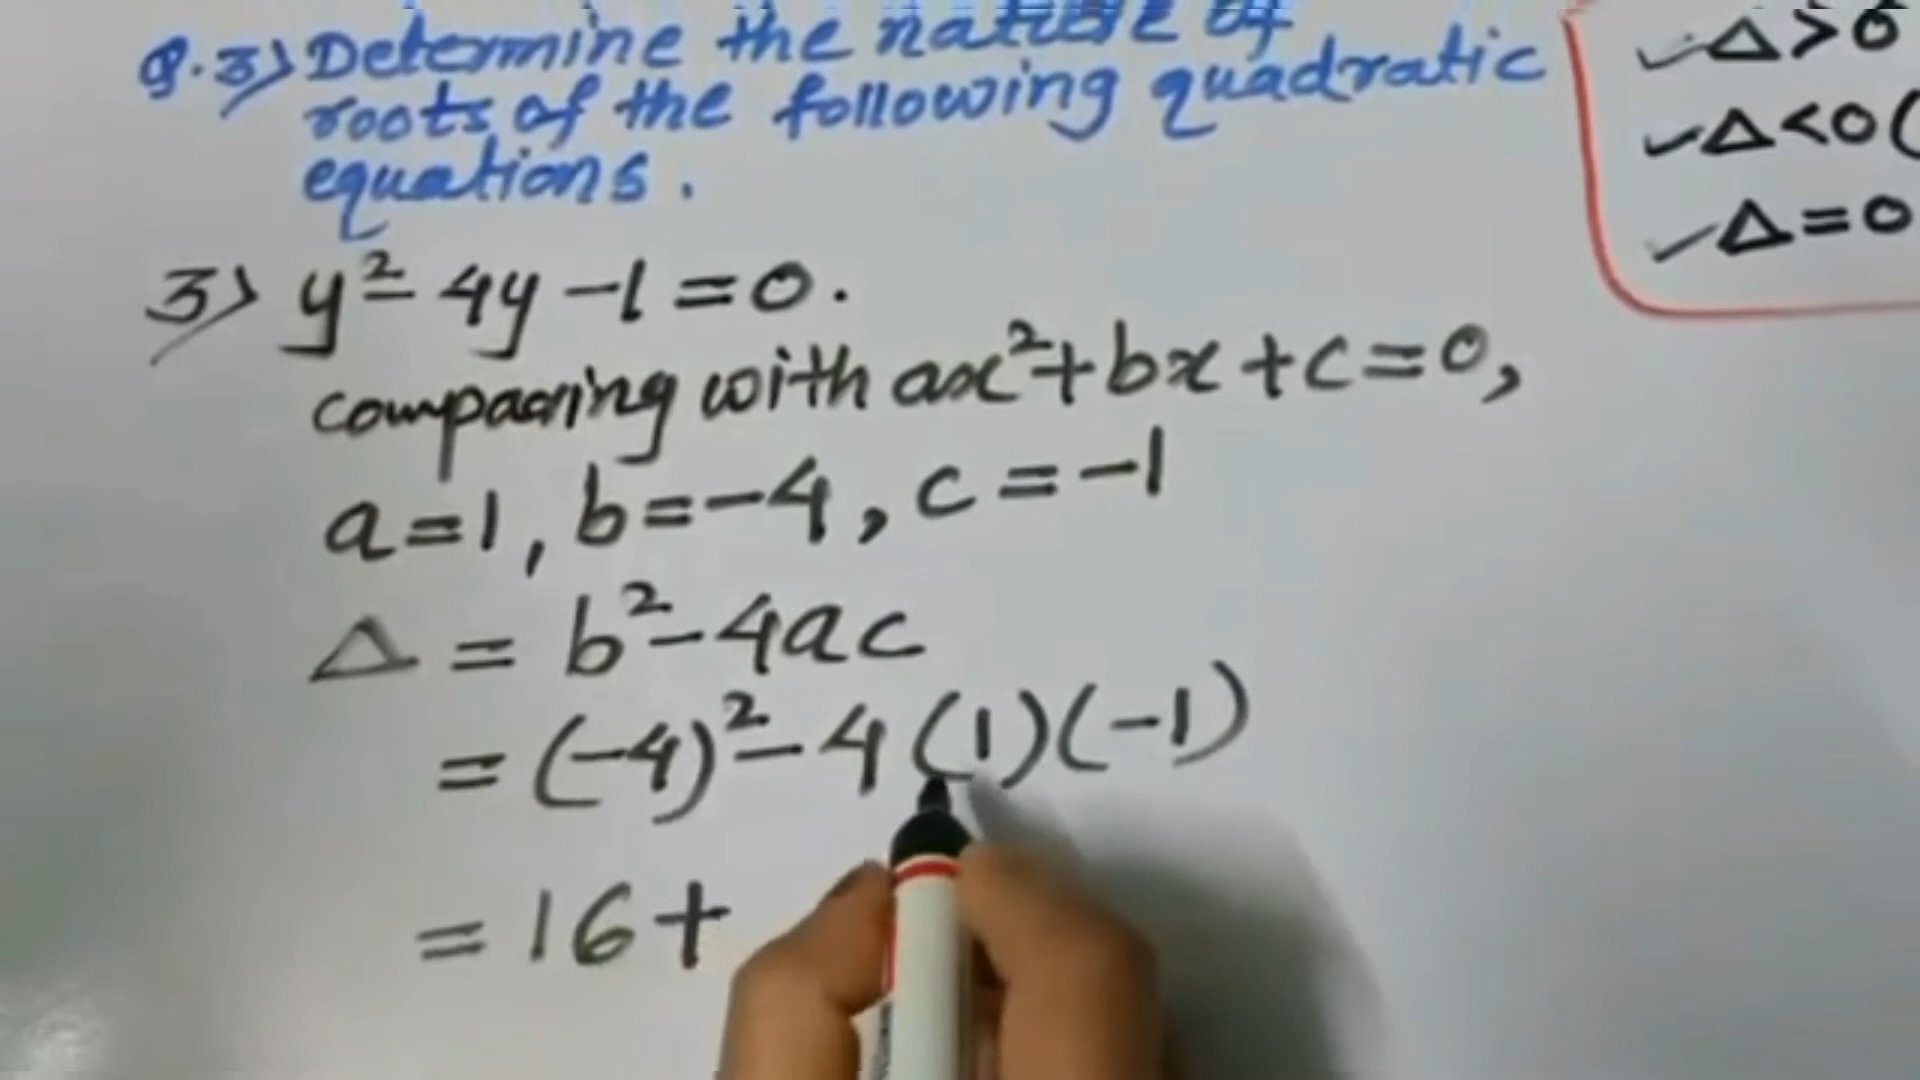 Q.3) Determine the nature of
roots of the following quadratic
equations.
3) y² - 4y - 1 = 0.
comparing with ax² + bx + c = 0,
a = 1, b = -4, c = -1
Δ = b² - 4ac
= (-4)² - 4(1)(-1)
= 16 +
✓ Δ > 0
✓ Δ < 0 (
✓ Δ = 0